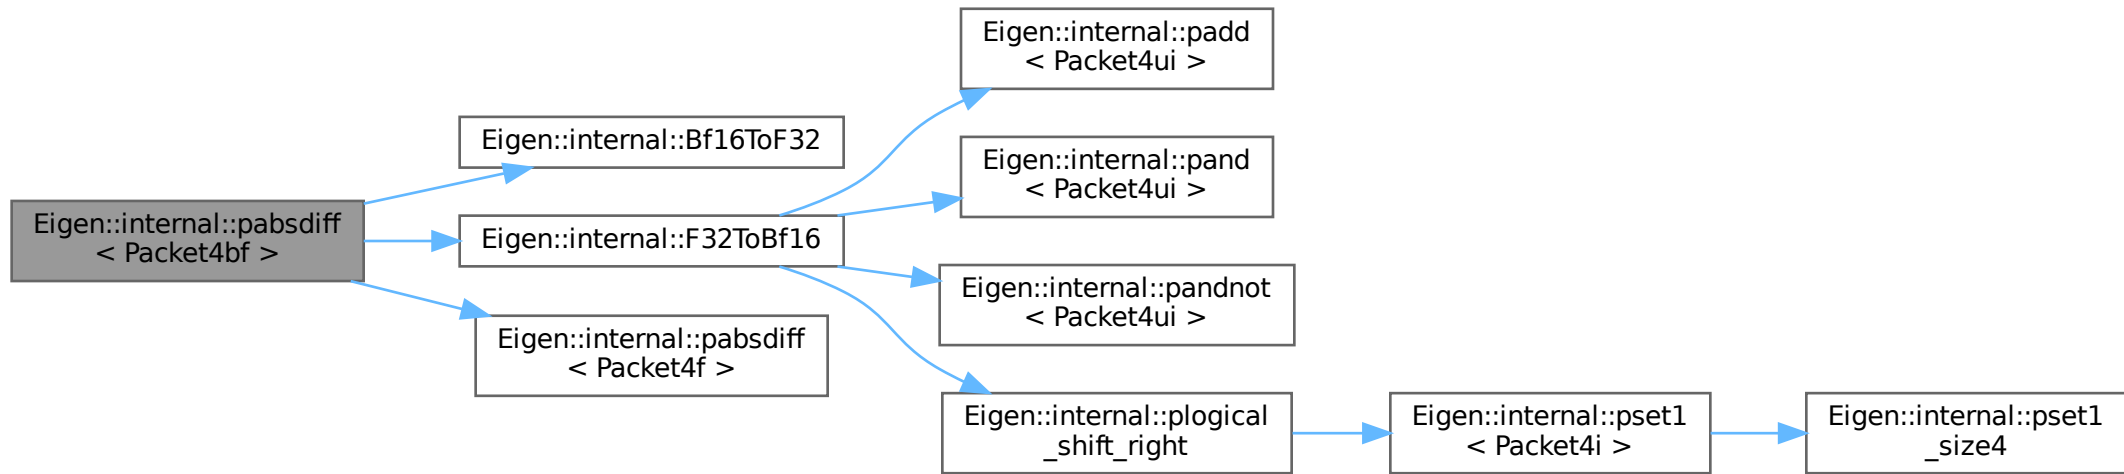 Eigen::internal::pabsdiff
< Packet4bf >
Eigen::internal::Bf16ToF32
Eigen::internal::F32ToBf16
Eigen::internal::pabsdiff
< Packet4f >
Eigen::internal::padd
< Packet4ui >
Eigen::internal::pand
< Packet4ui >
Eigen::internal::pandnot
< Packet4ui >
Eigen::internal::plogical
_shift_right
Eigen::internal::pset1
< Packet4i >
Eigen::internal::pset1
_size4